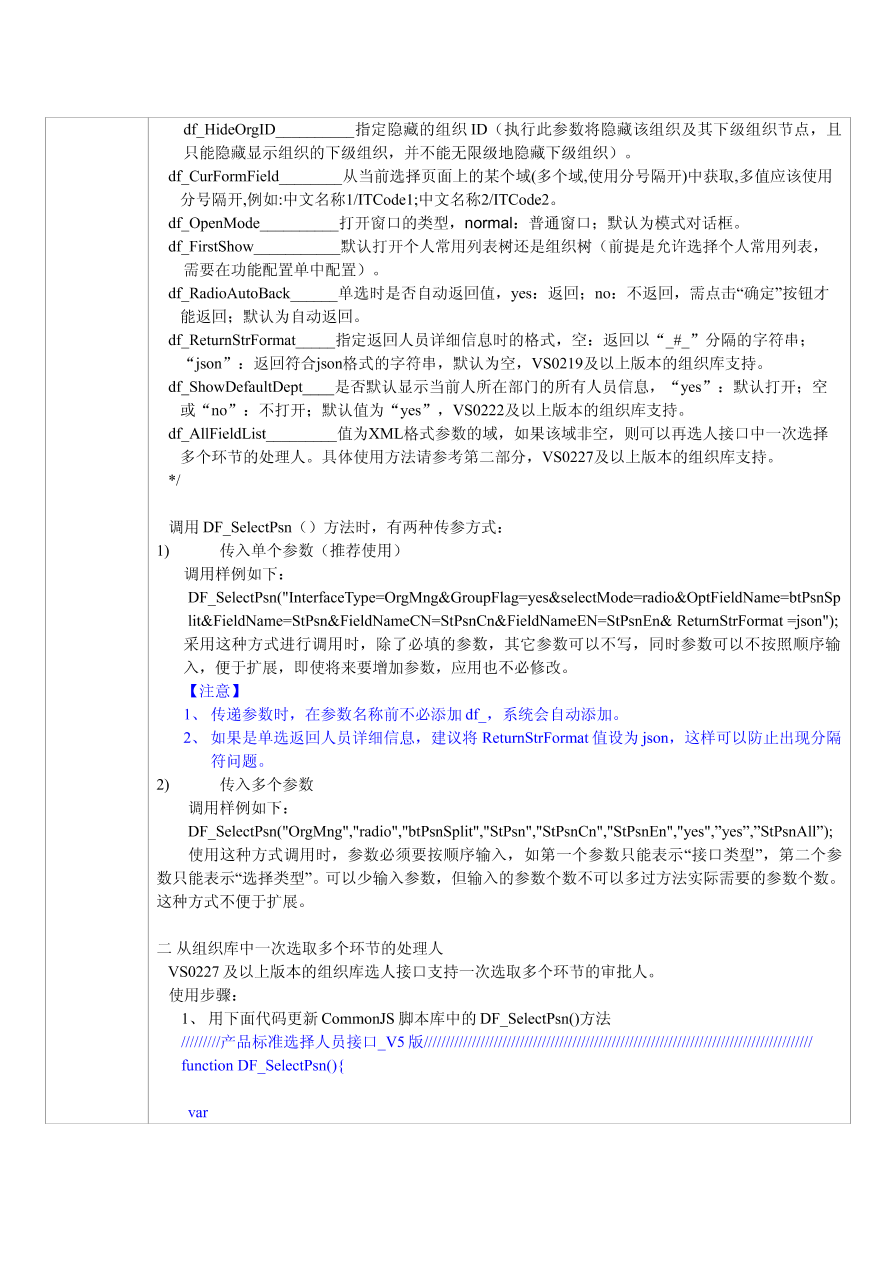 df_HideOrgID__________指定隐藏的组织 ID（执行此参数将隐藏该组织及其下级组织节点，且
只能隐藏显示组织的下级组织，并不能无限级地隐藏下级组织）。
df_CurFormField________从当前选择页面上的某个域(多个域,使用分号隔开)中获取,多值应该使用
分号隔开,例如:中文名称1/ITCode1;中文名称2/ITCode2。
df_OpenMode__________打开窗口的类型，normal：普通窗口；默认为模式对话框。
df_FirstShow___________默认打开个人常用列表树还是组织树（前提是允许选择个人常用列表，
需要在功能配置单中配置）。
df_RadioAutoBack______单选时是否自动返回值，yes：返回；no：不返回，需点击“确定”按钮才
能返回；默认为自动返回。
df_ReturnStrFormat_____指定返回人员详细信息时的格式，空：返回以“_#_”分隔的字符串；
“json”：返回符合json格式的字符串，默认为空，VS0219及以上版本的组织库支持。
df_ShowDefaultDept____是否默认显示当前人所在部门的所有人员信息，“yes”：默认打开；空
或“no”：不打开；默认值为“yes”，VS0222及以上版本的组织库支持。
df_AllFieldList_________值为XML格式参数的域，如果该域非空，则可以再选人接口中一次选择
多个环节的处理人。具体使用方法请参考第二部分，VS0227及以上版本的组织库支持。
*/
调用 DF_SelectPsn（）方法时，有两种传参方式：
1) 传入单个参数（推荐使用）
调用样例如下：
DF_SelectPsn("InterfaceType=OrgMng&GroupFlag=yes&selectMode=radio&OptFieldName=btPsnSp
lit&FieldName=StPsn&FieldNameCN=StPsnCn&FieldNameEN=StPsnEn& ReturnStrFormat =json");
采用这种方式进行调用时，除了必填的参数，其它参数可以不写，同时参数可以不按照顺序输
入，便于扩展，即使将来要增加参数，应用也不必修改。
【注意】
1、 传递参数时，在参数名称前不必添加 df_，系统会自动添加。
2、 如果是单选返回人员详细信息，建议将 ReturnStrFormat 值设为 json，这样可以防止出现分隔
符问题。
2) 传入多个参数
调用样例如下：
DF_SelectPsn("OrgMng","radio","btPsnSplit","StPsn","StPsnCn","StPsnEn","yes",”yes”,”StPsnAll”);
使用这种方式调用时，参数必须要按顺序输入，如第一个参数只能表示“接口类型”，第二个参
数只能表示“选择类型”。可以少输入参数，但输入的参数个数不可以多过方法实际需要的参数个数。
这种方式不便于扩展。
二 从组织库中一次选取多个环节的处理人
VS0227 及以上版本的组织库选人接口支持一次选取多个环节的审批人。
使用步骤：
1、 用下面代码更新 CommonJS 脚本库中的 DF_SelectPsn()方法
/////////产品标准选择人员接口_V5 版/////////////////////////////////////////////////////////////////////////////////////////
function DF_SelectPsn(){
var